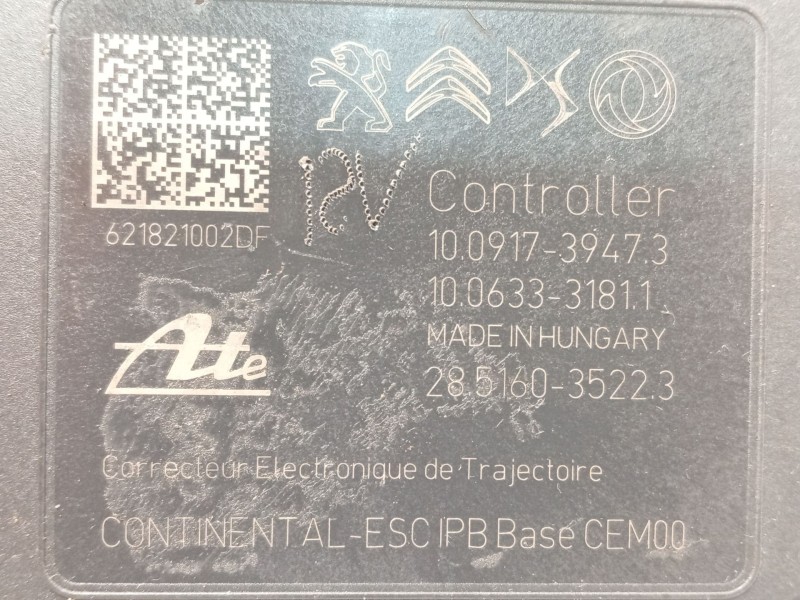 12V
Controller
621821002DF
10.0917-3947.3
10.0633-3181.1
MADE IN HUNGARY
Ate
28.5160-3522.3
Correcteur Electronique de Trajectoire
CONTINENTAL-ESC IPB Base CEM00